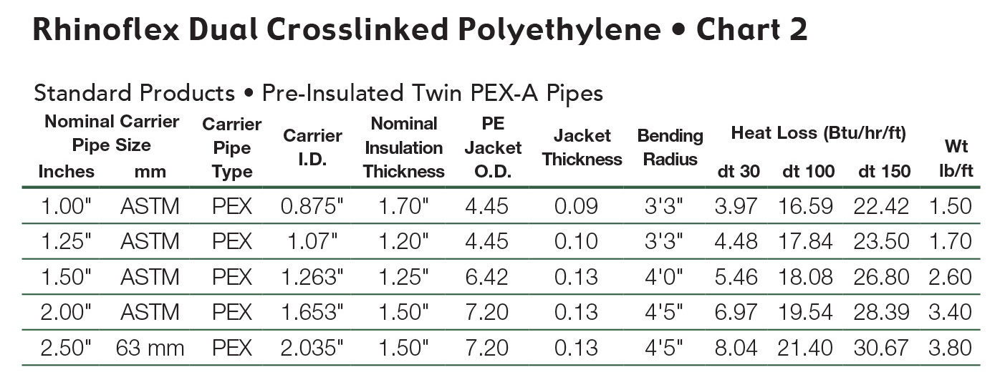 Rhinoflex Dual Crosslinked Polyethylene • Chart 2
Standard Products • Pre-Insulated Twin PEX-A Pipes
Nominal Carrier Pipe Size Carrier Pipe Type Carrier I.D. Nominal Insulation Thickness PE Jacket O.D. Jacket Thickness Bending Radius Heat Loss (Btu/hr/ft) Wt lb/ft
Inches mm dt 30 dt 100 dt 150
1.00" ASTM PEX 0.875" 1.70" 4.45 0.09 3'3" 3.97 16.59 22.42 1.50
1.25" ASTM PEX 1.07" 1.20" 4.45 0.10 3'3" 4.48 17.84 23.50 1.70
1.50" ASTM PEX 1.263" 1.25" 6.42 0.13 4'0" 5.46 18.08 26.80 2.60
2.00" ASTM PEX 1.653" 1.50" 7.20 0.13 4'5" 6.97 19.54 28.39 3.40
2.50" 63 mm PEX 2.035" 1.50" 7.20 0.13 4'5" 8.04 21.40 30.67 3.80